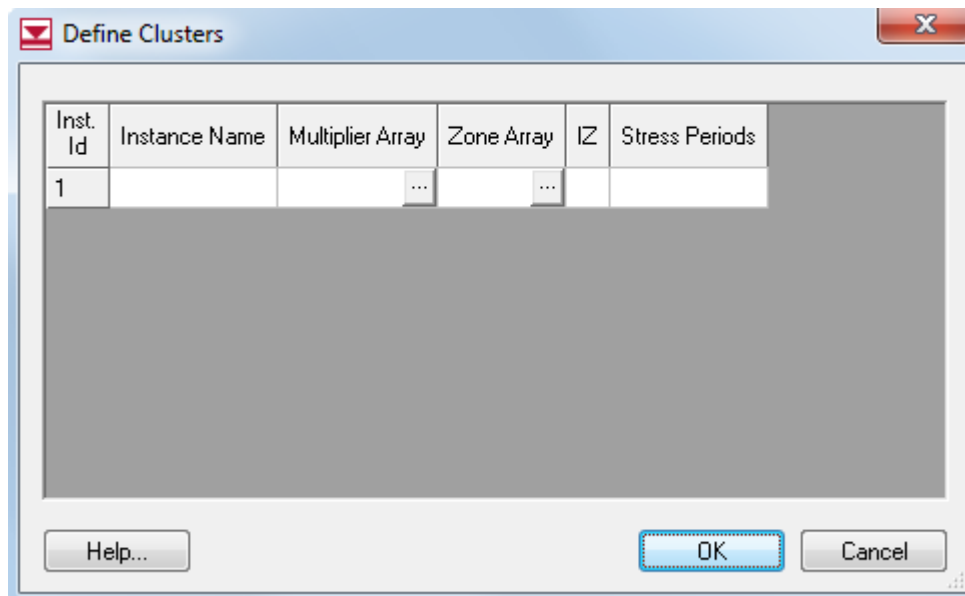 Define Clusters
Inst. Id
Instance Name
Multiplier Array
Zone Array
IZ
Stress Periods
1
...
...
Help...
OK
Cancel